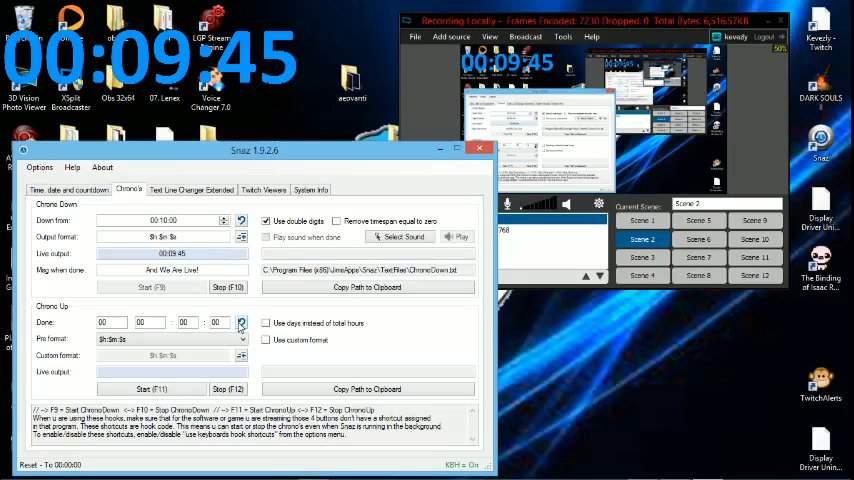 00:09:45
Recycling
LGP Stream
Engine
3D Vision
Photo Viewer
XSplit
Broadcaster
Obs 32x64
07. Lenex
Voice
Changer 7.0
aeovanti
Recording Locally - Frames Encoded: 7230 Dropped: 0 Total Bytes: 6,516.57KB
File Add source View Broadcast Tools Help
kevezly Logout
50%
00:09:45
768
Current Scene: Scene 2
Scene 1 Scene 5 Scene 9
Scene 2 Scene 6 Scene 10
Scene 3 Scene 7 Scene 11
Scene 4 Scene 8 Scene 12
Kevezly -
Twitch
DARK SOULS
II
Snaz
Display
Driver Unin...
The Binding
of Isaac R...
TwitchAlerts
Display
Driver Unin...
Snaz 1.9.2.6
Options Help About
Time, date and countdown Chrono's Text Line Changer Extended Twitch Viewers System Info
Chrono Down
Down from: 00:10:00 Use double digits Remove timespan equal to zero
Output format: $h:$m:$s Play sound when done Select Sound Play
Live output: 00:09:45
Msg when done: And We Are Live! C:\Program Files (x86)\JimsApps\Snaz\TextFiles\ChronoDown.txt
Start (F9) Stop (F10) Copy Path to Clipboard
Chrono Up
Done: 00 00 : 00 : 00 Use days instead of total hours
Pre format: $h:$m:$s Use custom format
Custom format: $h:$m:$s
Live output:
Start (F11) Stop (F12) Copy Path to Clipboard
// --> F9 = Start ChronoDown <--> F10 = Stop ChronoDown // --> F11 = Start ChronoUp <--> F12 = Stop ChronoUp
When u are using these hooks, make sure that for the software or game u are streaming those 4 buttons don't have a shortcut assigned
in that program. These shortcuts are hook code. This means u can start or stop the chrono's even when Snaz is running in the background.
To enable/disable these shortcuts, enable/disable "use keyboards hook shortcuts" from the options menu.
Reset - To 00:00:00 KBH = On